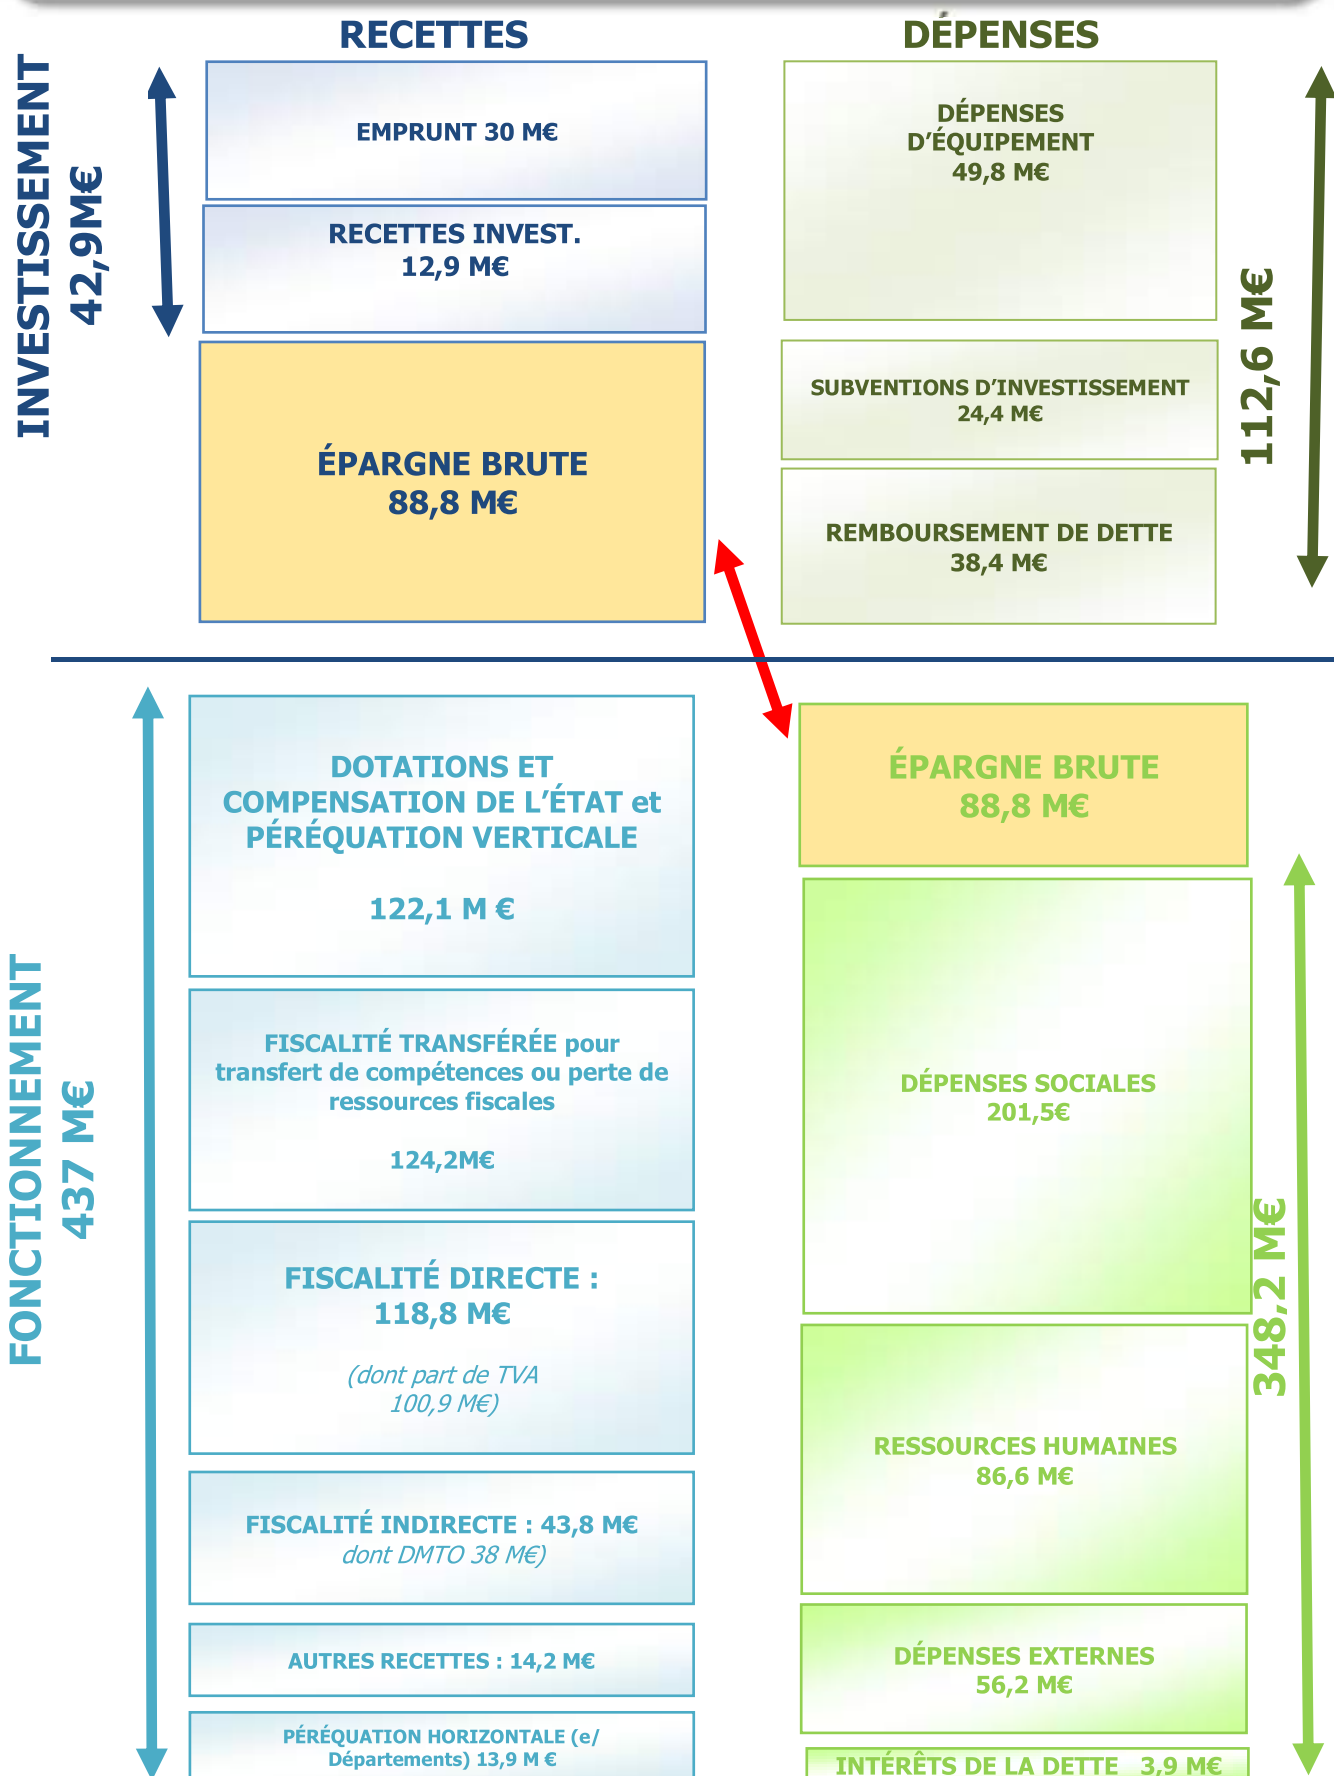 RECETTES
DÉPENSES
INVESTISSEMENT
42,9M€
EMPRUNT 30 M€
RECETTES INVEST.
12,9 M€
ÉPARGNE BRUTE
88,8 M€
DÉPENSES
D’ÉQUIPEMENT
49,8 M€
SUBVENTIONS D’INVESTISSEMENT
24,4 M€
REMBOURSEMENT DE DETTE
38,4 M€
112,6 M€
FONCTIONNEMENT
437 M€
DOTATIONS ET
COMPENSATION DE L’ÉTAT et
PÉRÉQUATION VERTICALE
122,1 M €
FISCALITÉ TRANSFÉRÉE pour
transfert de compétences ou perte de
ressources fiscales
124,2M€
FISCALITÉ DIRECTE :
118,8 M€
(dont part de TVA
100,9 M€)
FISCALITÉ INDIRECTE : 43,8 M€
dont DMTO 38 M€)
AUTRES RECETTES : 14,2 M€
PÉRÉQUATION HORIZONTALE (e/
Départements) 13,9 M €
ÉPARGNE BRUTE
88,8 M€
DÉPENSES SOCIALES
201,5€
RESSOURCES HUMAINES
86,6 M€
DÉPENSES EXTERNES
56,2 M€
INTÉRÊTS DE LA DETTE 3,9 M€
348,2 M€